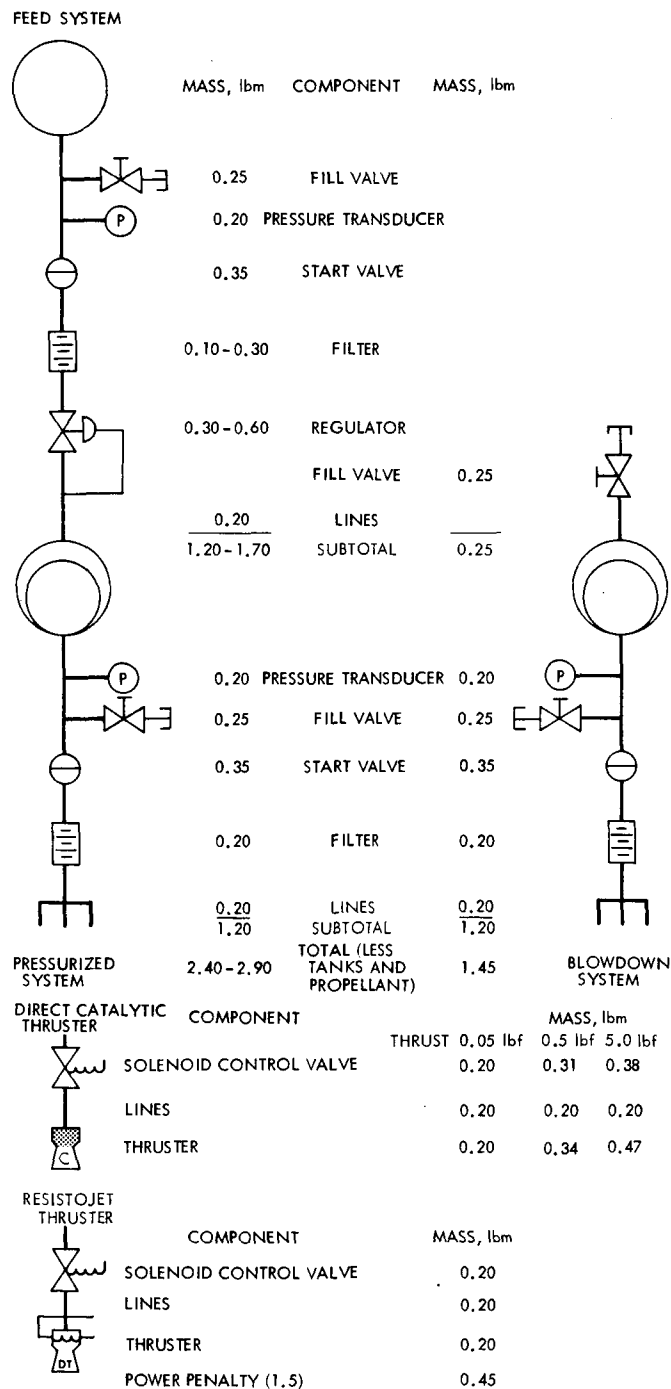 FEED SYSTEM
MASS, lbm COMPONENT MASS, lbm
0.25 FILL VALVE
P 0.20 PRESSURE TRANSDUCER
0.35 START VALVE
0.10-0.30 FILTER
0.30-0.60 REGULATOR
FILL VALVE 0.25
0.20 LINES
1.20-1.70 SUBTOTAL 0.25
P 0.20 PRESSURE TRANSDUCER 0.20 P
0.25 FILL VALVE 0.25
0.35 START VALVE 0.35
0.20 FILTER 0.20
0.20 LINES 0.20
1.20 SUBTOTAL 1.20
PRESSURIZED SYSTEM 2.40-2.90 TOTAL (LESS TANKS AND PROPELLANT) 1.45 BLOWDOWN SYSTEM
DIRECT CATALYTIC THRUSTER COMPONENT MASS, lbm
THRUST 0.05 lbf 0.5 lbf 5.0 lbf
SOLENOID CONTROL VALVE 0.20 0.31 0.38
LINES 0.20 0.20 0.20
C THRUSTER 0.20 0.34 0.47
RESISTOJET THRUSTER
COMPONENT MASS, lbm
SOLENOID CONTROL VALVE 0.20
LINES 0.20
THRUSTER 0.20
DT
POWER PENALTY (1.5) 0.45